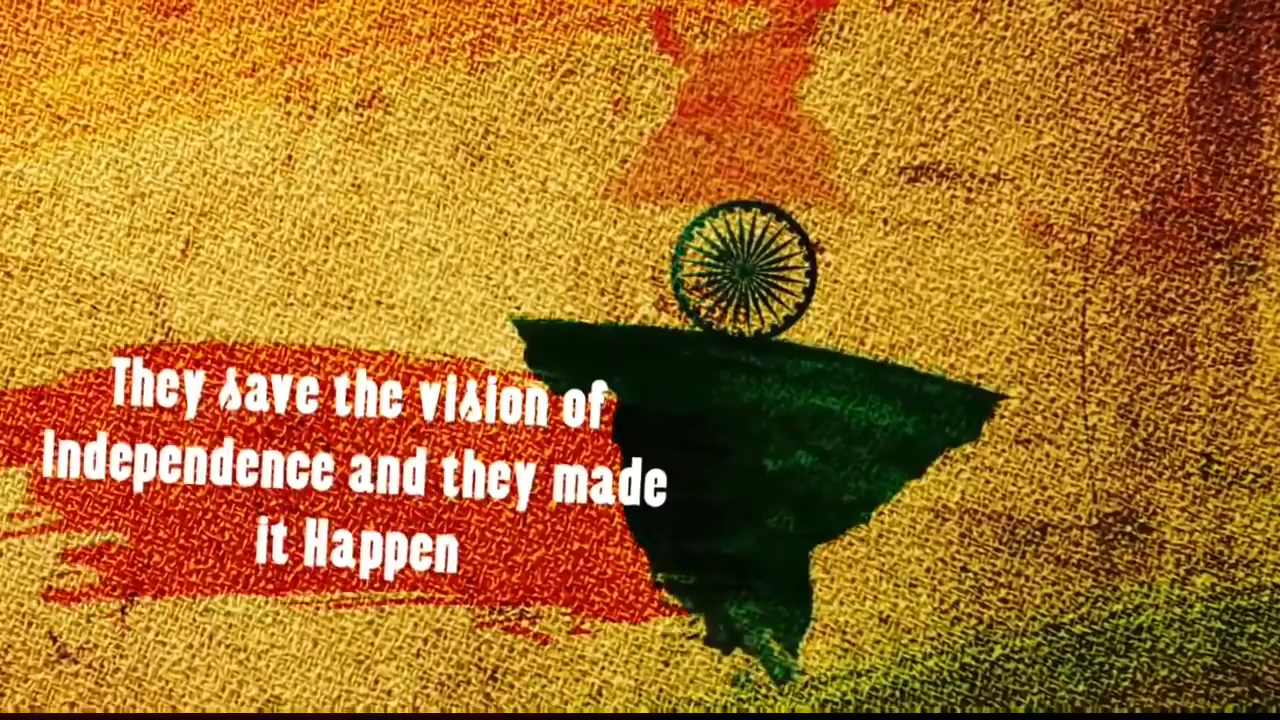 They save the vision of
Independence and they made
it Happen